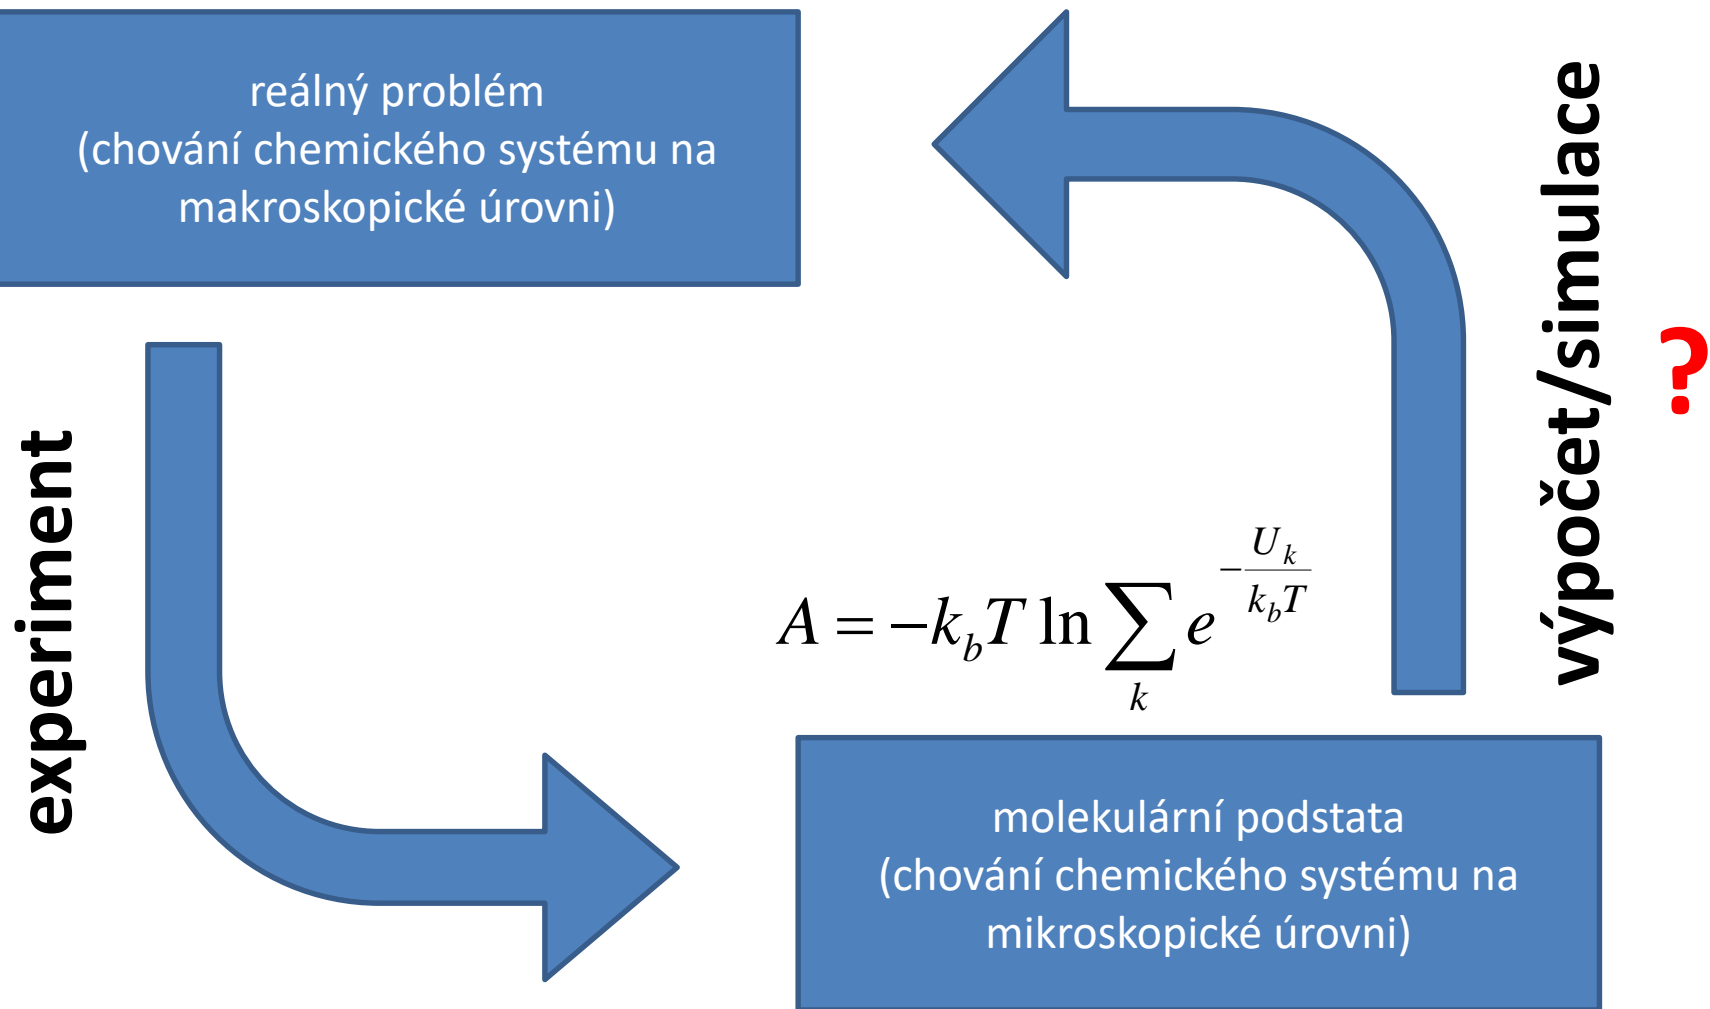 reálný problém
(chování chemického systému na
makroskopické úrovni)
výpočet/simulace
?
experiment
A = −k_b T ln ∑_k e^{−U_k / k_b T}
molekulární podstata
(chování chemického systému na
mikroskopické úrovni)